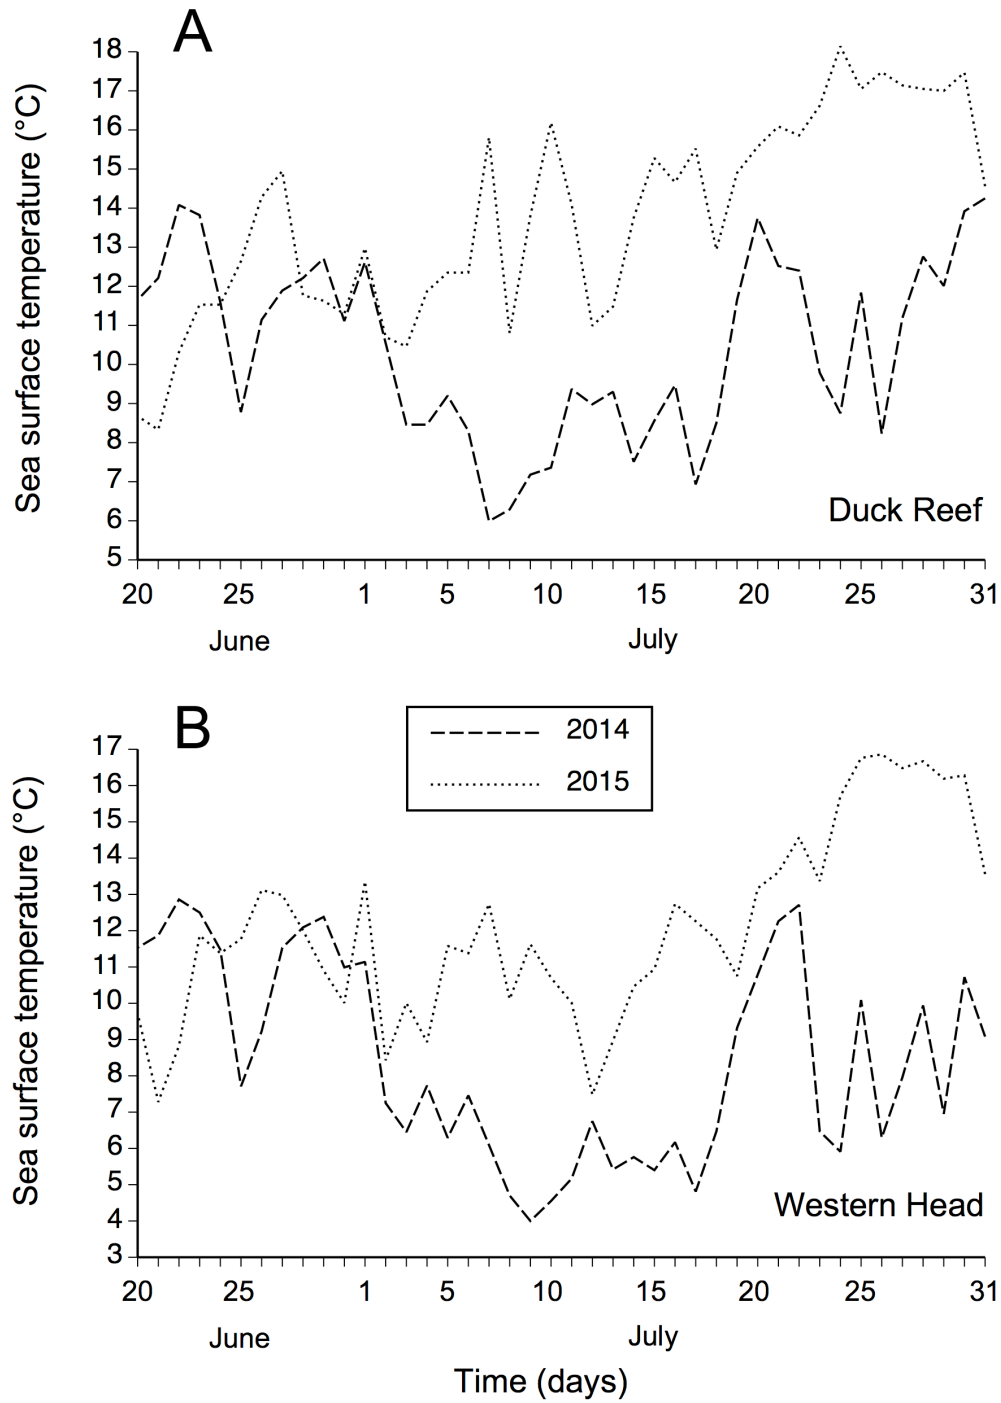 A
18
17
16
15
14
13
12
11
10
9
8
7
6
5
Sea surface temperature (°C)
Duck Reef
20 25 1 5 10 15 20 25 31
June July
B
2014
2015
17
16
15
14
13
12
11
10
9
8
7
6
5
4
3
Sea surface temperature (°C)
Western Head
20 25 1 5 10 15 20 25 31
June July
Time (days)